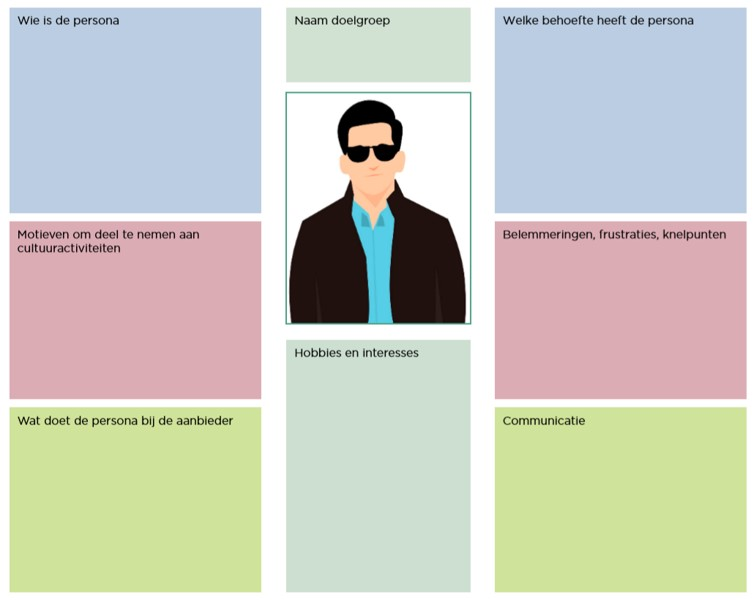 Wie is de persona
Naam doelgroep
Welke behoefte heeft de persona
Motieven om deel te nemen aan
cultuuractiviteiten
Belemmeringen, frustraties, knelpunten
Hobbies en interesses
Wat doet de persona bij de aanbieder
Communicatie